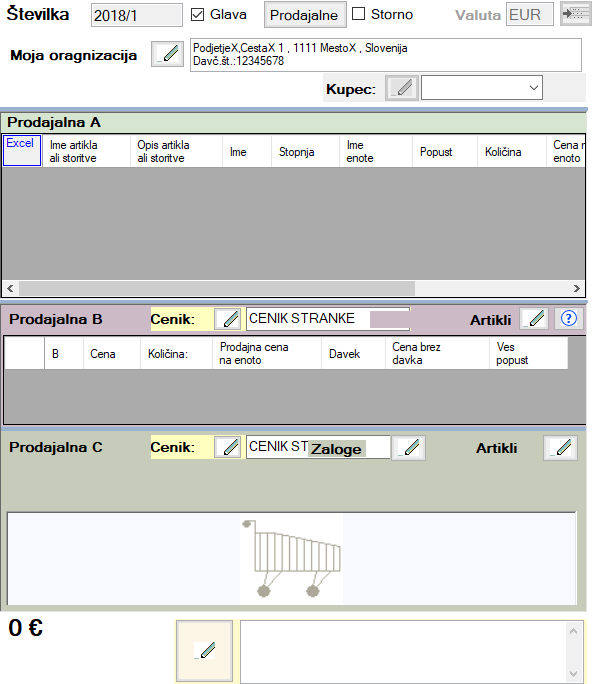 Številka 2018/1 Glava Prodajalne Storno Valuta EUR
Moja oragnizacija PodjetjeX,CestaX 1 , 1111 MestoX , Slovenija
Davč.št.:12345678
Kupec:
Prodajalna A
Excel Ime artikla Opis artikla Ime Stopnja Ime Popust Količina Cena
ali storitve ali storitve enote enoto
Prodajalna B Cenik: CENIK STRANKE Artikli ?
B Cena Količina: Prodajna cena Davek Cena brez Ves
na enoto davka popust
Prodajalna C Cenik: CENIK ST Zaloge Artikli
0 €